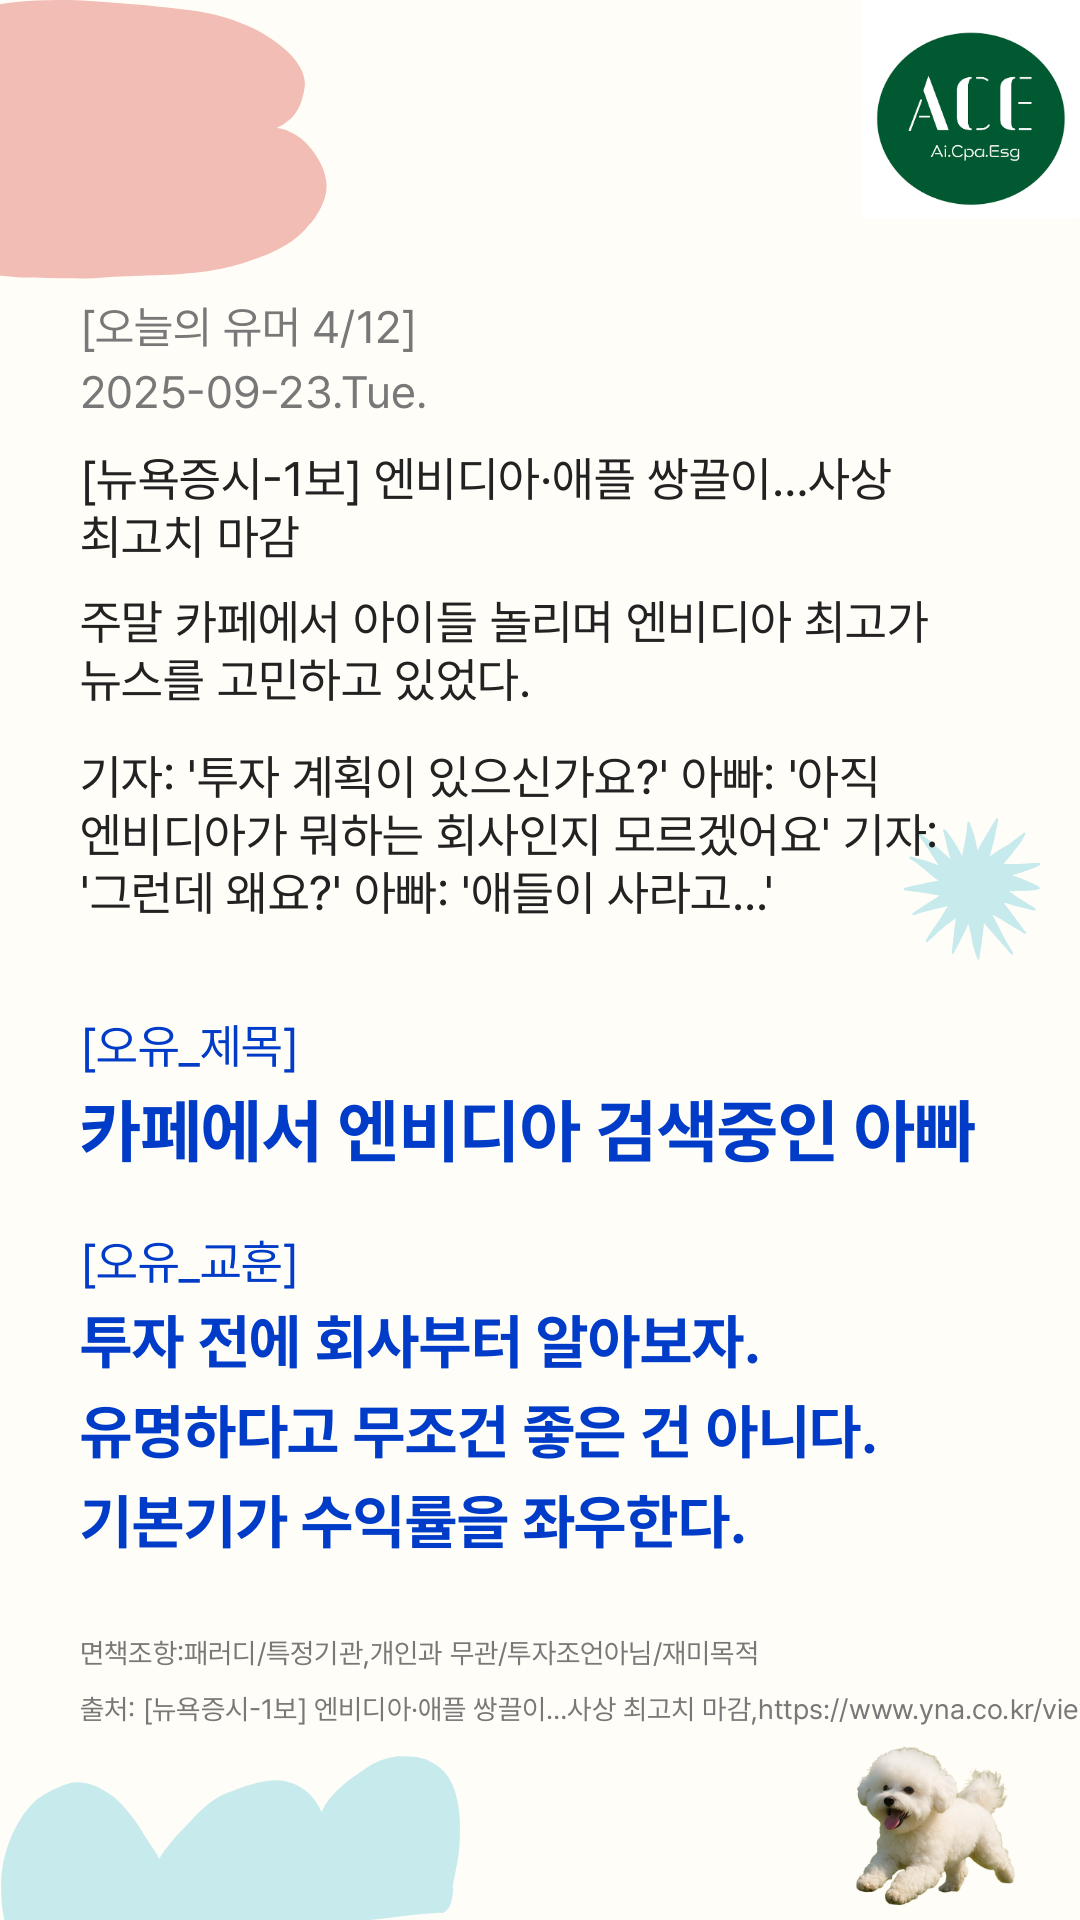 ACE
Ai.Cpa.Esg
[오늘의 유머 4/12]
2025-09-23.Tue.
[뉴욕증시-1보] 엔비디아·애플 쌍끌이…사상
최고치 마감
주말 카페에서 아이들 놀리며 엔비디아 최고가
뉴스를 고민하고 있었다.
기자: '투자 계획이 있으신가요?' 아빠: '아직
엔비디아가 뭐하는 회사인지 모르겠어요' 기자:
'그런데 왜요?' 아빠: '애들이 사라고...'
[오유_제목]
카페에서 엔비디아 검색중인 아빠
[오유_교훈]
투자 전에 회사부터 알아보자.
유명하다고 무조건 좋은 건 아니다.
기본기가 수익률을 좌우한다.
면책조항:패러디/특정기관,개인과 무관/투자조언아님/재미목적
출처: [뉴욕증시-1보] 엔비디아·애플 쌍끌이…사상 최고치 마감,https://www.yna.co.kr/vie